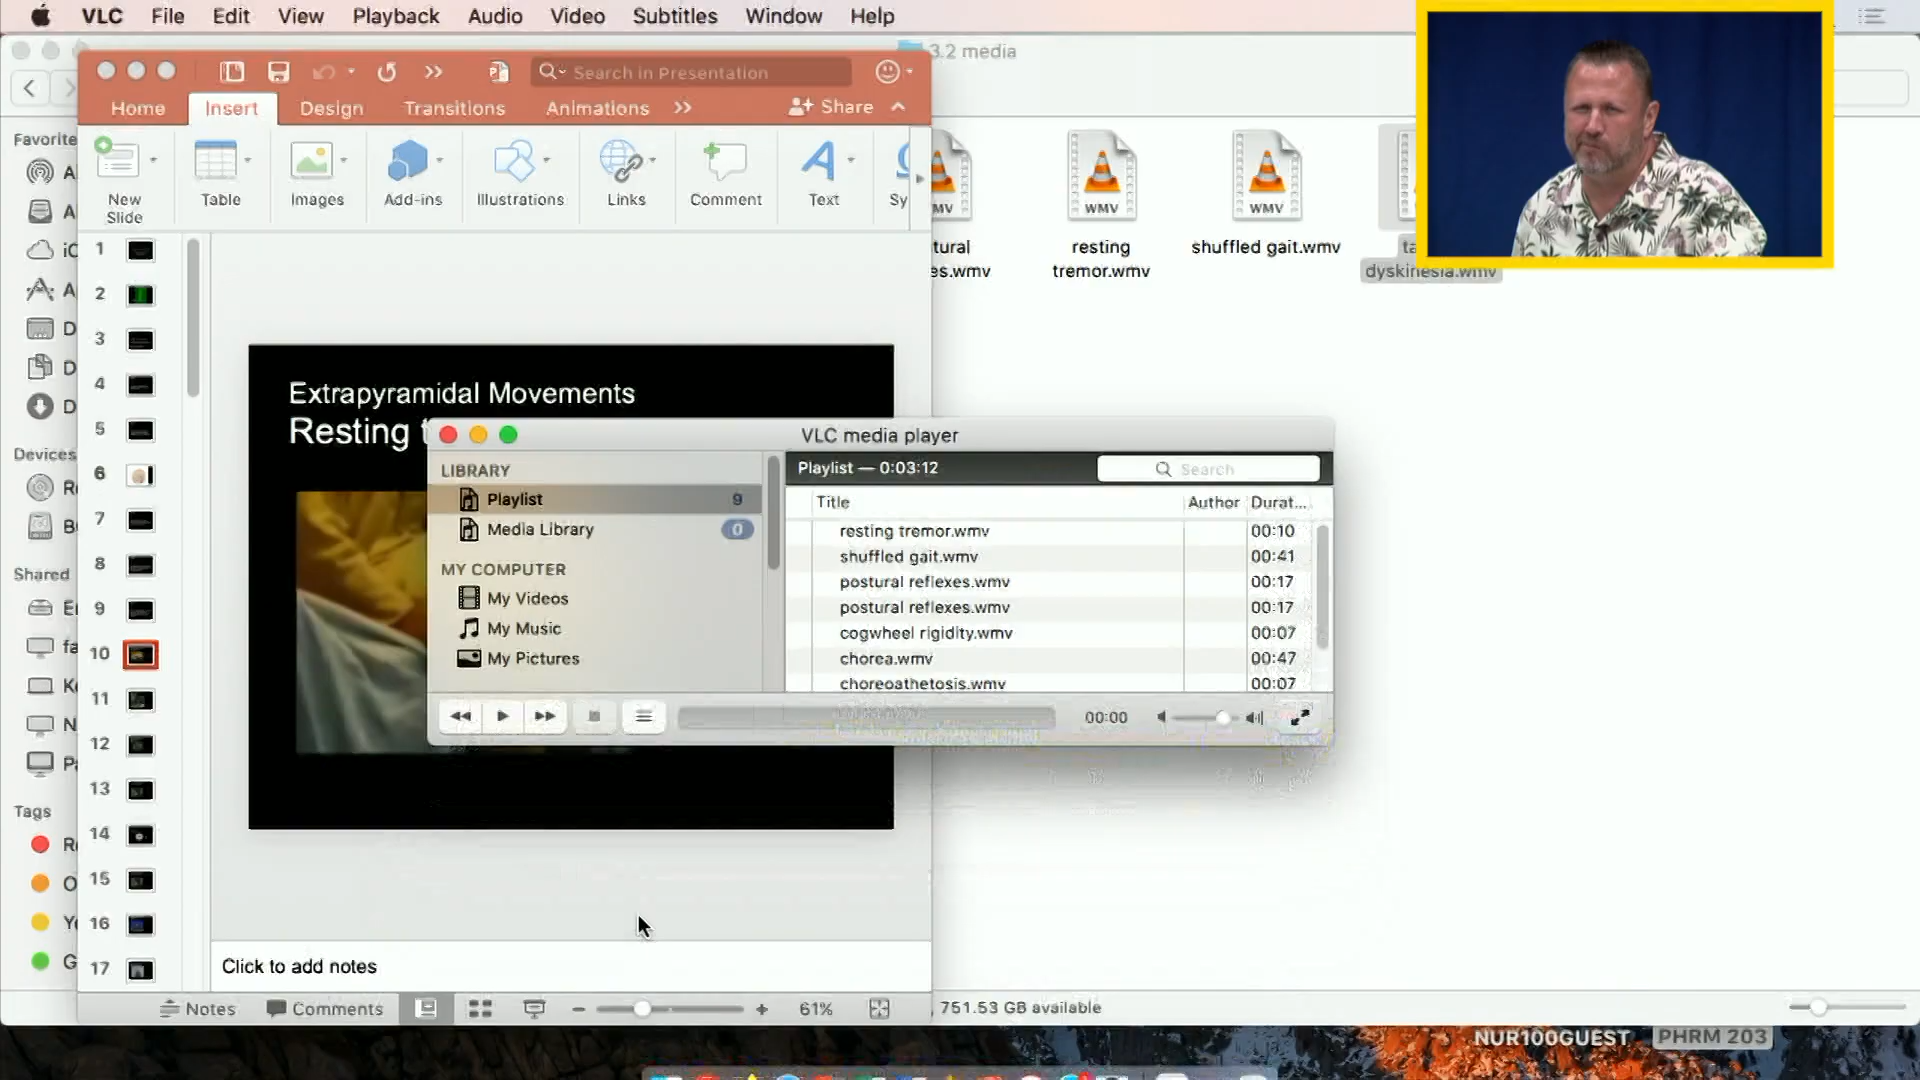 VLC File Edit View Playback Audio Video Subtitles Window Help
3.2 media
Search in Presentation
Home Insert Design Transitions Animations Share
New Slide
Table
Images
Add-ins
Illustrations
Links
Comment
Text
Sy
Favorite
Devices
Shared
Tags
1
2
3
4
5
6
7
8
9
10
11
12
13
14
15
16
17
Extrapyramidal Movements
Resting
WMV
WMV
WMV
tural
es.wmv
resting
tremor.wmv
shuffled gait.wmv
ta
dyskinesia.wmv
VLC media player
LIBRARY
Playlist 9
Media Library 0
MY COMPUTER
My Videos
My Music
My Pictures
Playlist — 0:03:12
Search
Title Author Durat...
resting tremor.wmv 00:10
shuffled gait.wmv 00:41
postural reflexes.wmv 00:17
postural reflexes.wmv 00:17
cogwheel rigidity.wmv 00:07
chorea.wmv 00:47
choreoathetosis.wmv 00:07
00:00
Click to add notes
Notes Comments 61%
751.53 GB available
NUR100GUEST PHRM 203